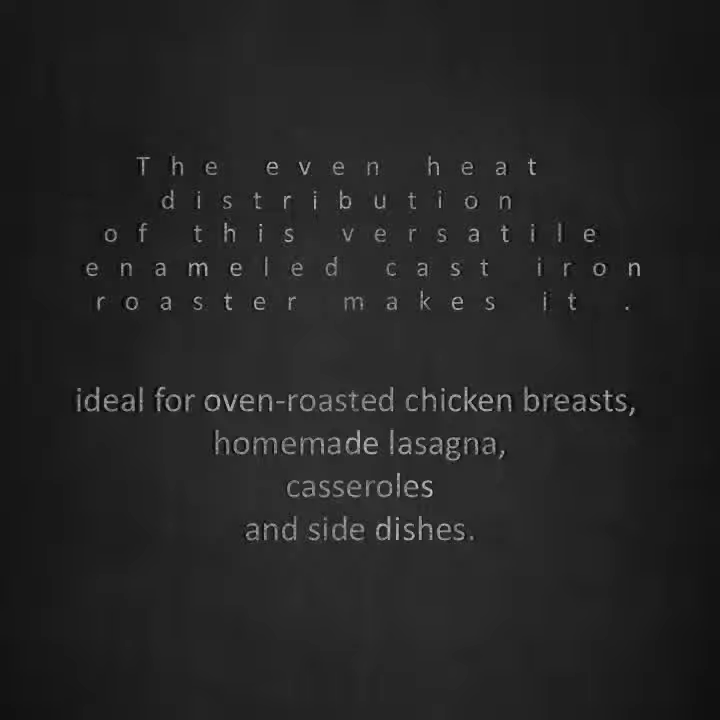 The even heat
distribution
of this versatile
enameled cast iron
roaster makes it .
ideal for oven-roasted chicken breasts,
homemade lasagna,
casseroles
and side dishes.